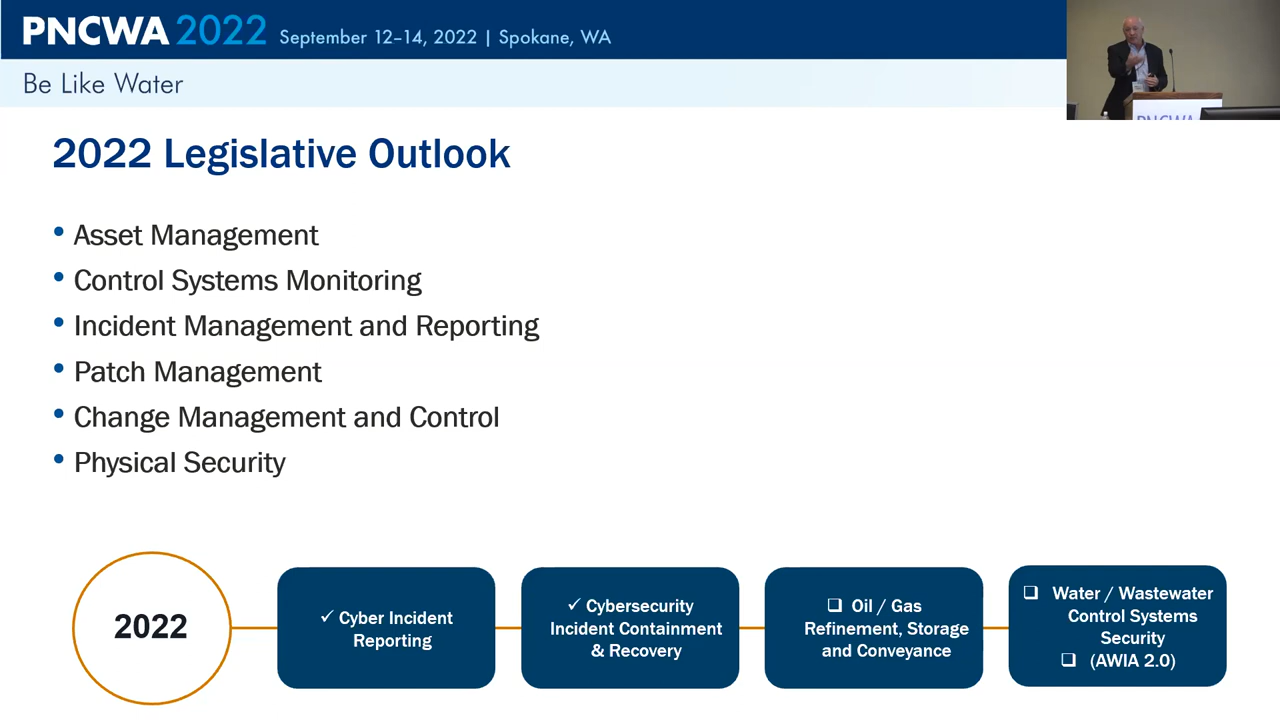 PNCWA 2022 September 12–14, 2022 | Spokane, WA
Be Like Water
2022 Legislative Outlook
• Asset Management
• Control Systems Monitoring
• Incident Management and Reporting
• Patch Management
• Change Management and Control
• Physical Security
2022
✓ Cyber Incident
Reporting
✓ Cybersecurity
Incident Containment
& Recovery
❑ Oil / Gas
Refinement, Storage
and Conveyance
❑ Water / Wastewater
Control Systems
Security
❑ (AWIA 2.0)
PNCWA